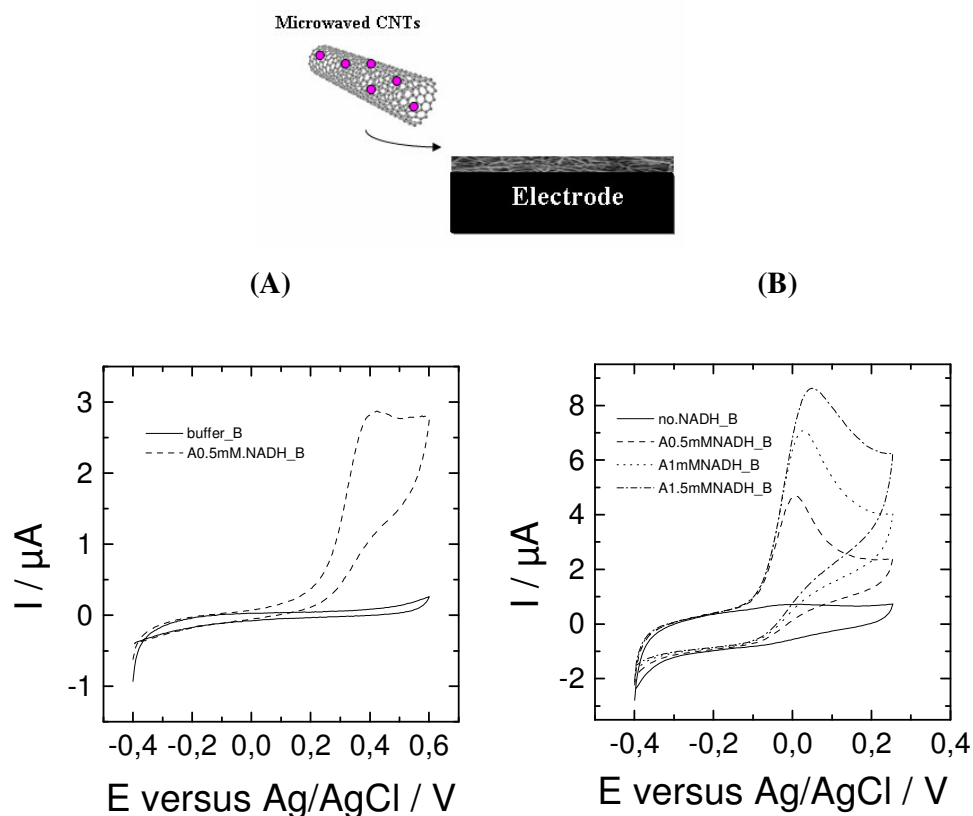 Microwaved CNTs
Electrode
(A)
(B)
3
2
1
0
-1
I / µA
buffer_B
A0.5mM.NADH_B
-0,4 -0,2 0,0 0,2 0,4 0,6
E versus Ag/AgCl / V
8
6
4
2
0
-2
I / µA
no.NADH_B
A0.5mMNADH_B
A1mMNADH_B
A1.5mMNADH_B
-0,4 -0,2 0,0 0,2 0,4
E versus Ag/AgCl / V